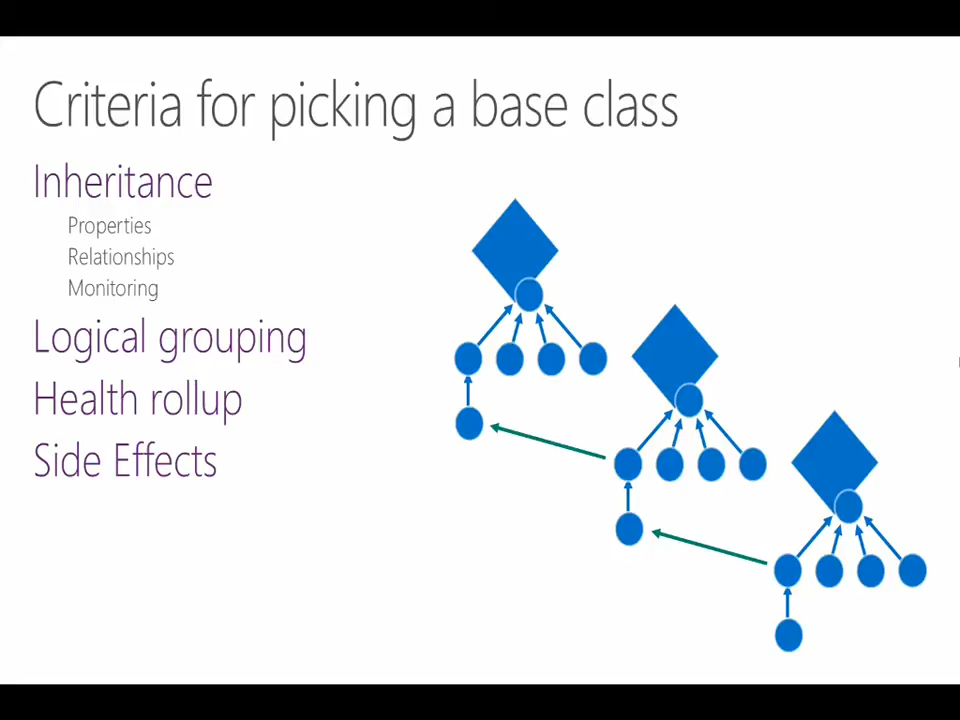 Criteria for picking a base class
Inheritance
Properties
Relationships
Monitoring
Logical grouping
Health rollup
Side Effects